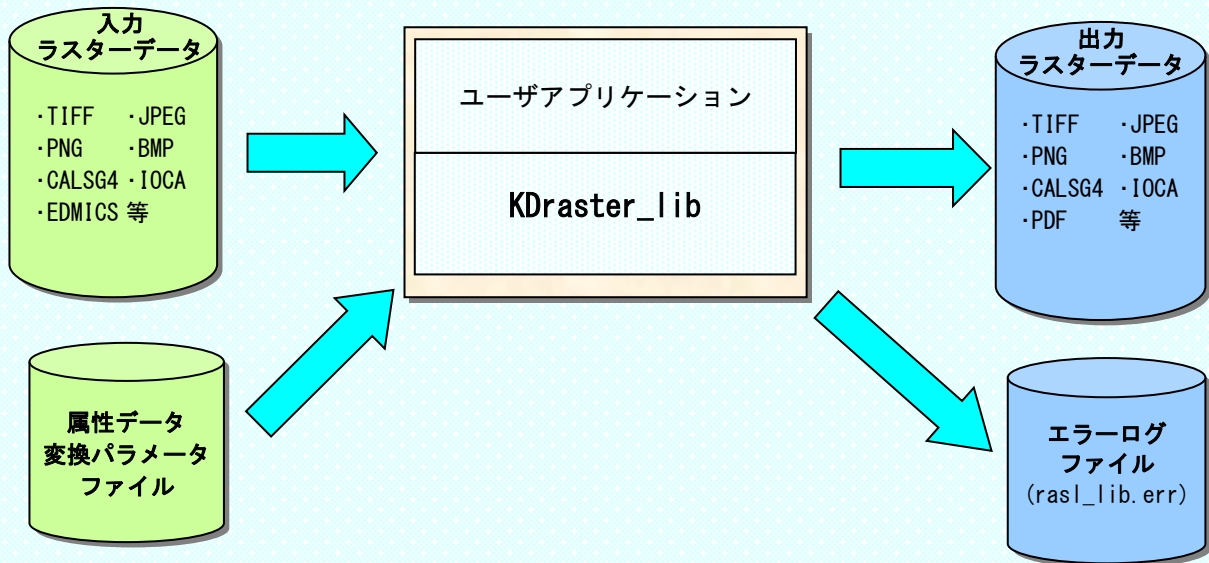 入力
ラスターデータ
・TIFF ・JPEG
・PNG ・BMP
・CALSG4 ・IOCA
・EDMICS 等
属性データ
変換パラメータ
ファイル
ユーザアプリケーション
KDraster_lib
出力
ラスターデータ
・TIFF ・JPEG
・PNG ・BMP
・CALSG4 ・IOCA
・PDF 等
エラーログ
ファイル
(rasl_lib.err)